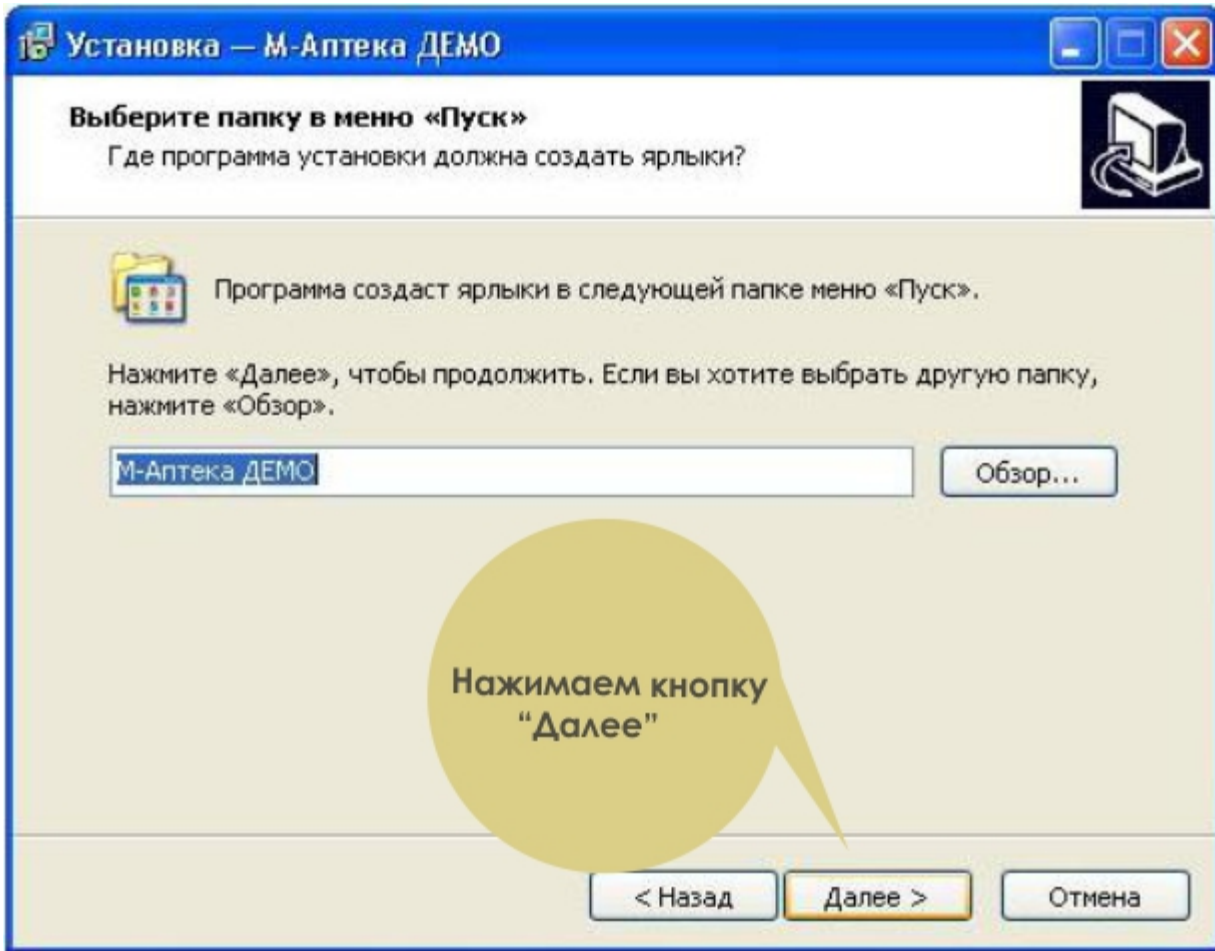 Установка — М-Аптека ДЕМО
Выберите папку в меню «Пуск»
Где программа установки должна создать ярлыки?
Программа создаст ярлыки в следующей папке меню «Пуск».
Нажмите «Далее», чтобы продолжить. Если вы хотите выбрать другую папку,
нажмите «Обзор».
М-Аптека ДЕМО
Обзор...
Нажимаем кнопку
“Далее”
< Назад
Далее >
Отмена